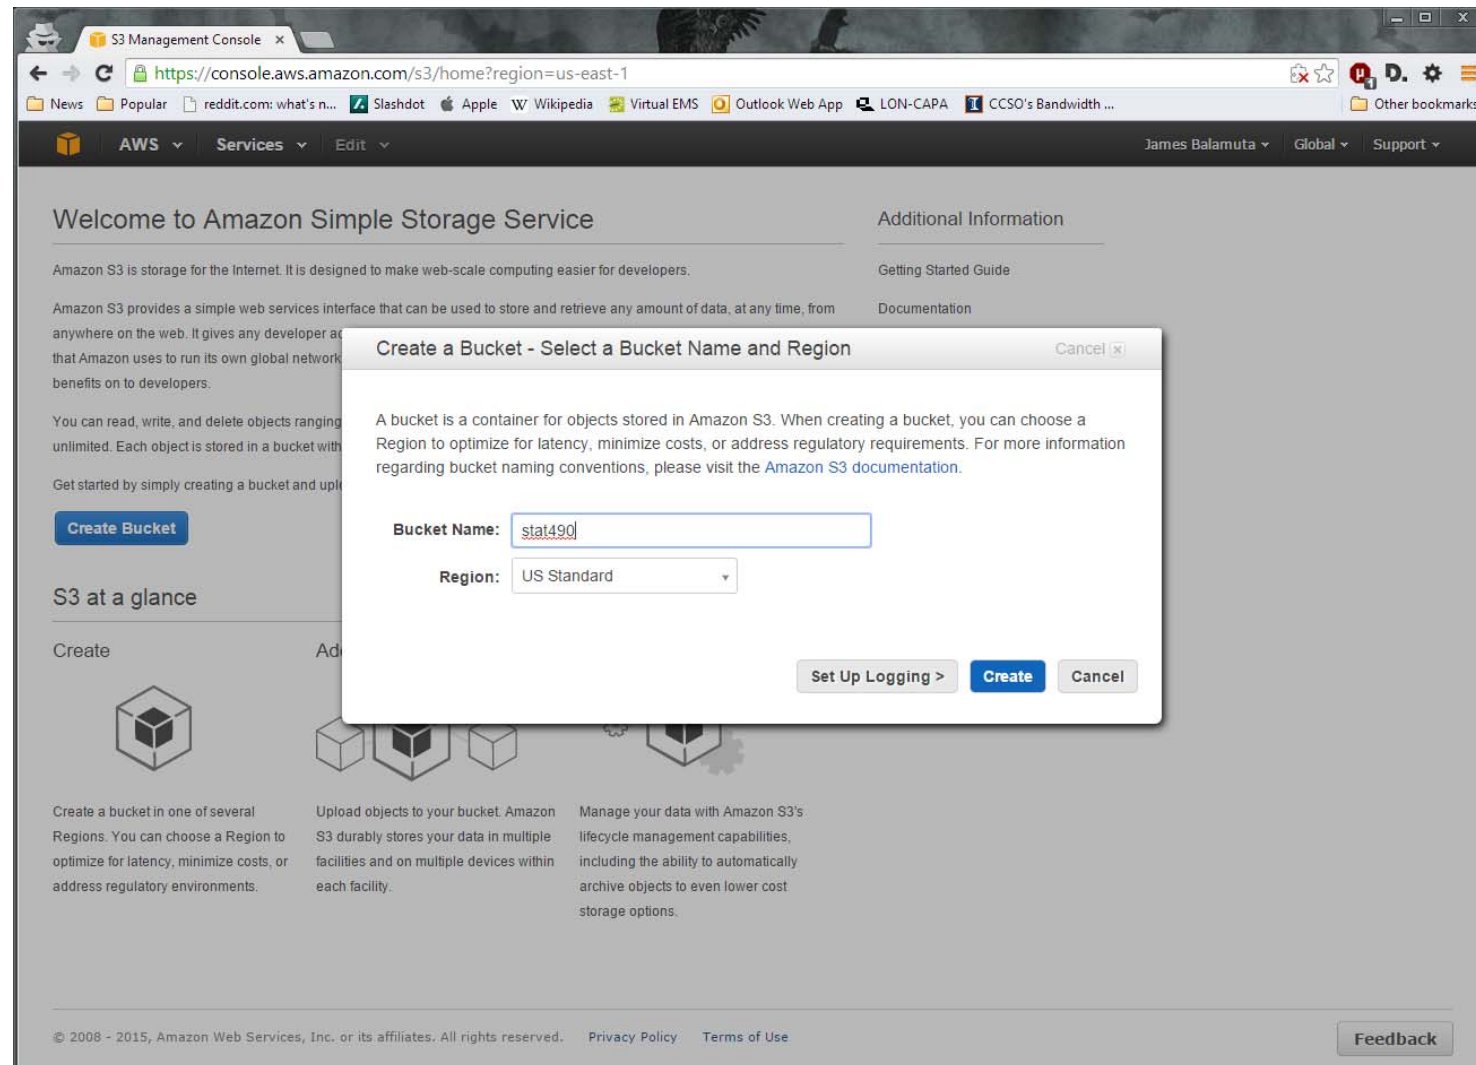 S3 Management Console
https://console.aws.amazon.com/s3/home?region=us-east-1
News Popular reddit.com: what's n... Slashdot Apple Wikipedia Virtual EMS Outlook Web App LON-CAPA CCSO's Bandwidth ... Other bookmarks
AWS Services Edit James Balamuta Global Support
Welcome to Amazon Simple Storage Service
Amazon S3 is storage for the Internet. It is designed to make web-scale computing easier for developers.
Amazon S3 provides a simple web services interface that can be used to store and retrieve any amount of data, at any time, from
anywhere on the web. It gives any developer
that Amazon uses to run its own global network
benefits on to developers.
You can read, write, and delete objects ranging
unlimited. Each object is stored in a bucket with
Get started by simply creating a bucket and
Create Bucket
Additional Information
Getting Started Guide
Documentation
Create a Bucket - Select a Bucket Name and Region
Cancel x
A bucket is a container for objects stored in Amazon S3. When creating a bucket, you can choose a
Region to optimize for latency, minimize costs, or address regulatory requirements. For more information
regarding bucket naming conventions, please visit the Amazon S3 documentation.
Bucket Name: stat490
Region: US Standard
Set Up Logging > Create Cancel
S3 at a glance
Create
Create a bucket in one of several
Regions. You can choose a Region to
optimize for latency, minimize costs, or
address regulatory environments.
Upload objects to your bucket. Amazon
S3 durably stores your data in multiple
facilities and on multiple devices within
each facility.
Manage your data with Amazon S3's
lifecycle management capabilities,
including the ability to automatically
archive objects to even lower cost
storage options.
© 2008 - 2015, Amazon Web Services, Inc. or its affiliates. All rights reserved. Privacy Policy Terms of Use
Feedback